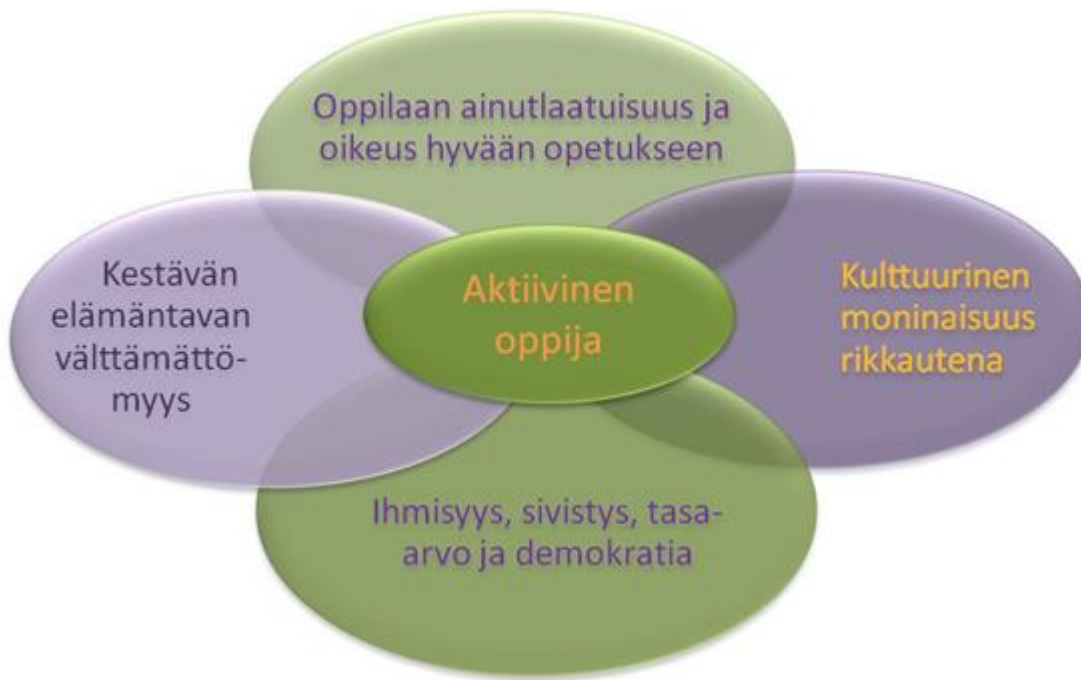 Oppilaan ainutlaatuisuus ja
oikeus hyvään opetukseen
Kestävän
elämäntavan
välttämättö-
myys
Aktiivinen
oppija
Kulttuurinen
moninaisuus
rikkautena
Ihmisyys, sivistys, tasa-
arvo ja demokratia